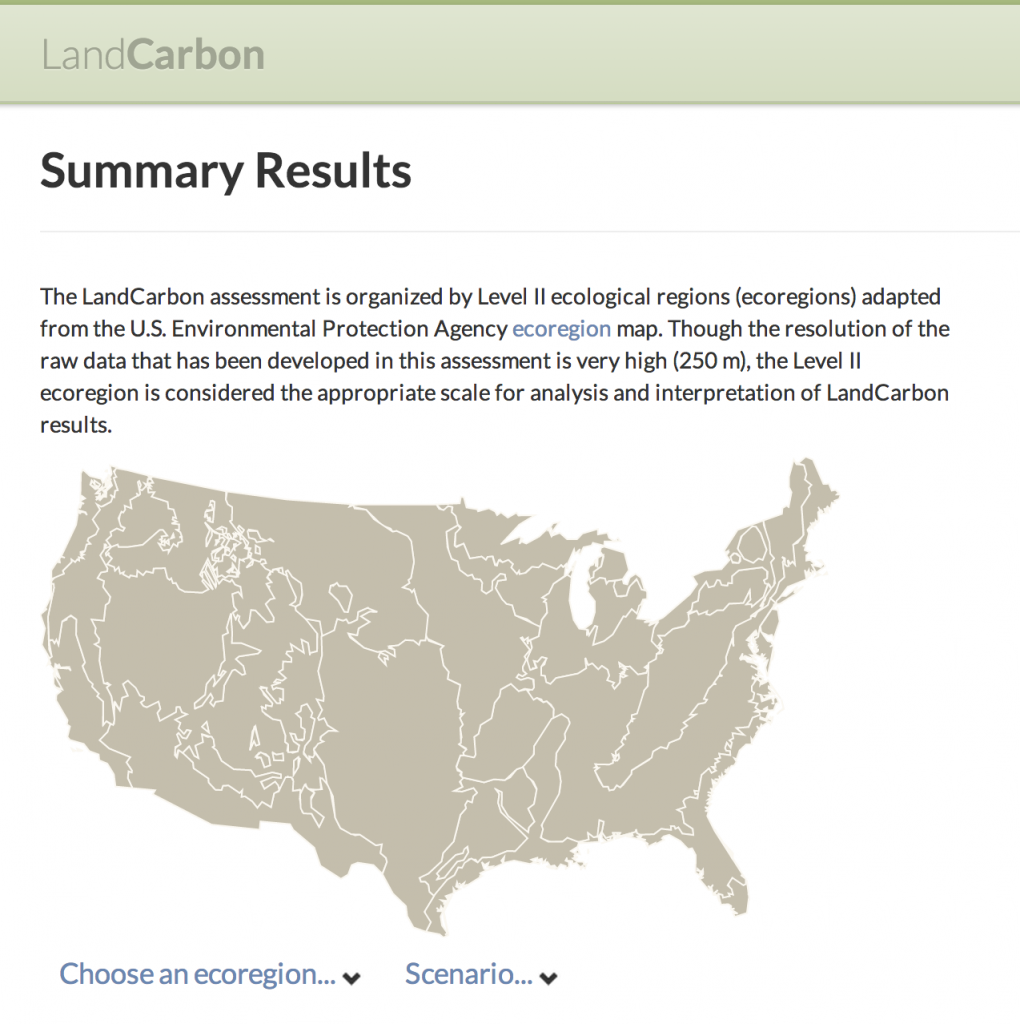 LandCarbon
Summary Results
The LandCarbon assessment is organized by Level II ecological regions (ecoregions) adapted
from the U.S. Environmental Protection Agency ecoregion map. Though the resolution of the
raw data that has been developed in this assessment is very high (250 m), the Level II
ecoregion is considered the appropriate scale for analysis and interpretation of LandCarbon
results.
Choose an ecoregion... Scenario...